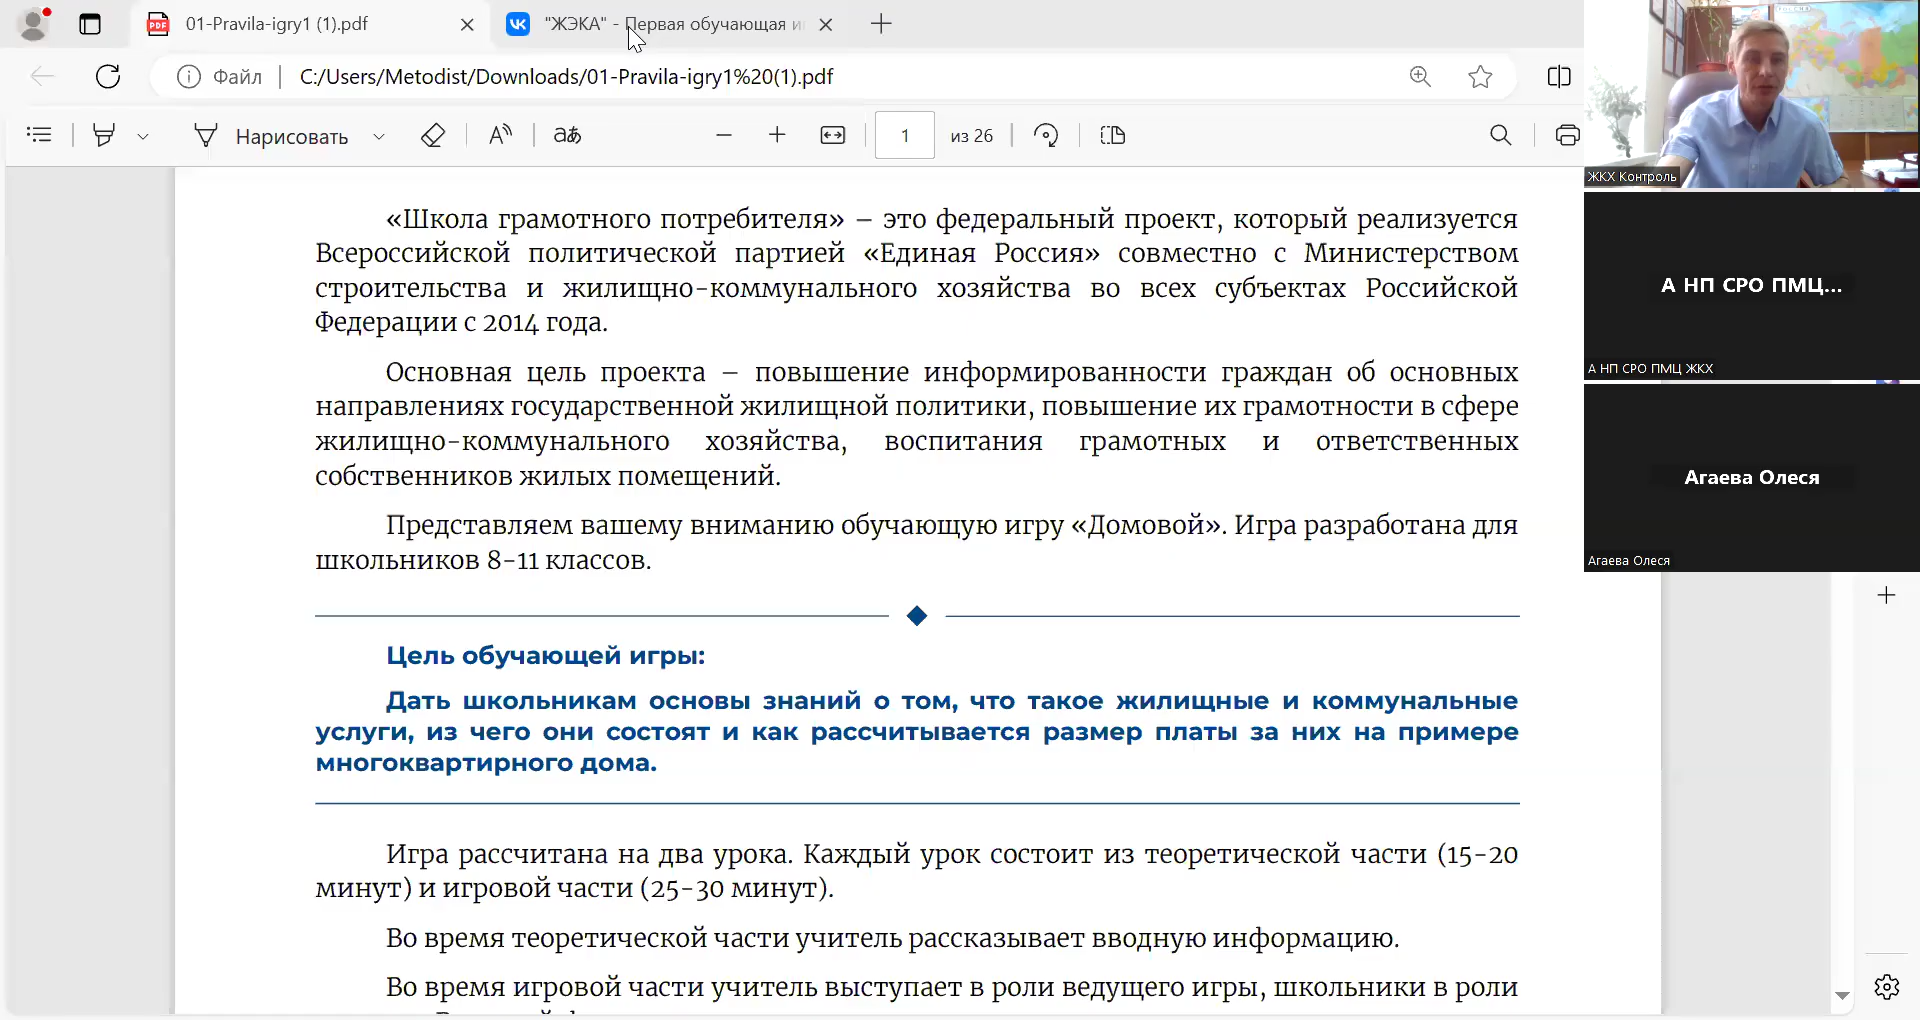 01-Pravila-igry1 (1).pdf
"ЖЭКА" - Первая обучающая и
Файл
C:/Users/Metodist/Downloads/01-Pravila-igry1%20(1).pdf
Нарисовать
1
из 26
«Школа грамотного потребителя» – это федеральный проект, который реализуется
Всероссийской политической партией «Единая Россия» совместно с Министерством
строительства и жилищно-коммунального хозяйства во всех субъектах Российской
Федерации с 2014 года.
Основная цель проекта – повышение информированности граждан об основных
направлениях государственной жилищной политики, повышение их грамотности в сфере
жилищно-коммунального хозяйства, воспитания грамотных и ответственных
собственников жилых помещений.
Представляем вашему вниманию обучающую игру «Домовой». Игра разработана для
школьников 8-11 классов.
Цель обучающей игры:
Дать школьникам основы знаний о том, что такое жилищные и коммунальные
услуги, из чего они состоят и как рассчитывается размер платы за них на примере
многоквартирного дома.
Игра рассчитана на два урока. Каждый урок состоит из теоретической части (15-20
минут) и игровой части (25-30 минут).
Во время теоретической части учитель рассказывает вводную информацию.
Во время игровой части учитель выступает в роли ведущего игры, школьники в роли
ЖКХ Контроль
А НП СРО ПМЦ...
А НП СРО ПМЦ ЖКХ
Агаева Олеся
Агаева Олеся